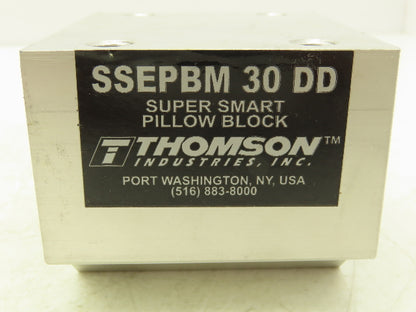 SSEPBM 30 DD
SUPER SMART
PILLOW BLOCK
THOMSON™
INDUSTRIES, INC.
PORT WASHINGTON, NY, USA
(516) 883-8000